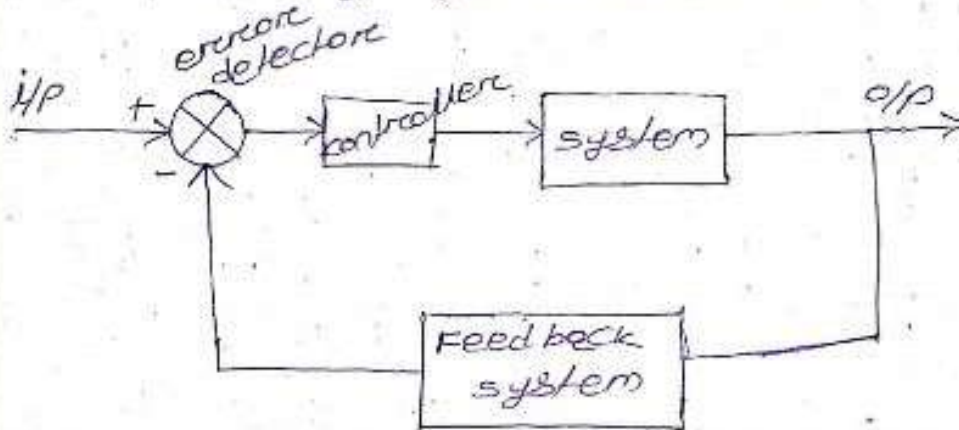 error
detector
i/p
+
-
controller
system
o/p
Feed back
system